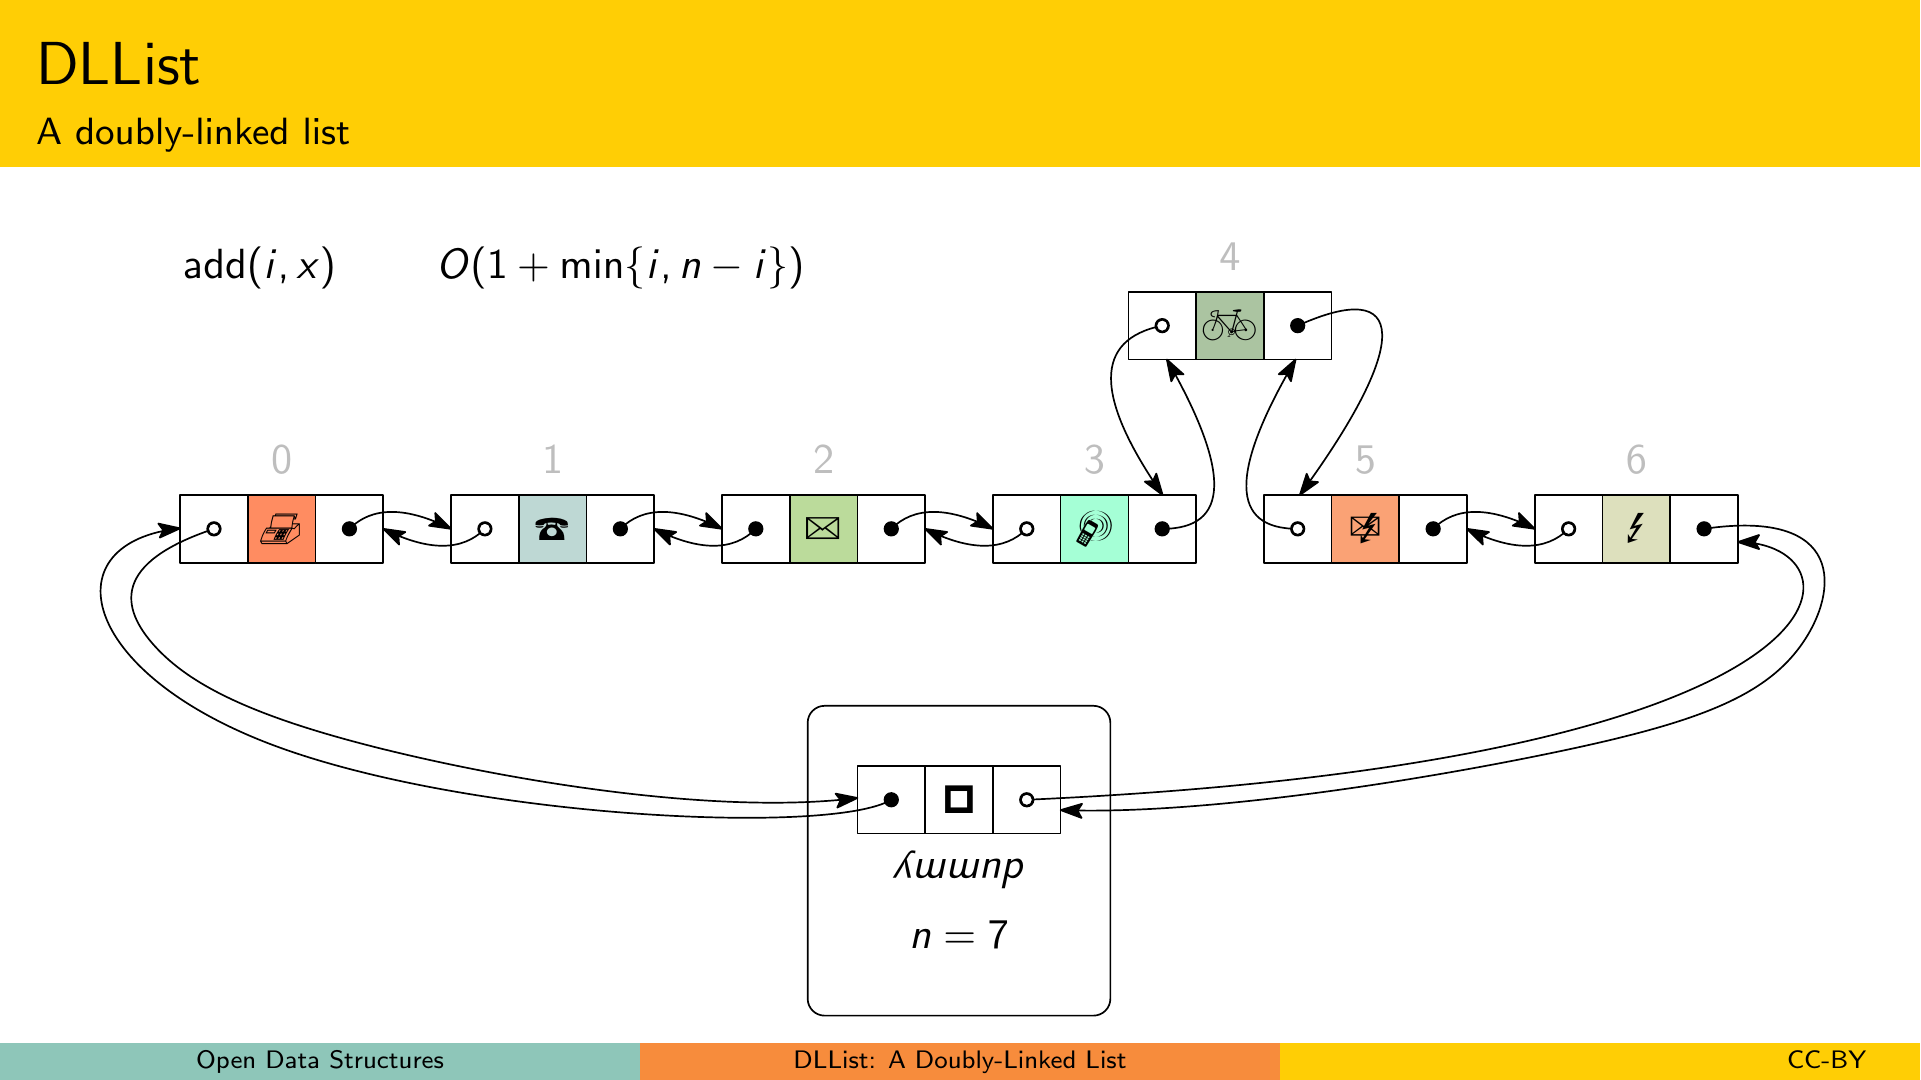 DLList
A doubly-linked list
add(i, x) O(1 + min{i, n − i})
4
0 1 2 3 5 6
dummy
n = 7
Open Data Structures DLList: A Doubly-Linked List CC-BY